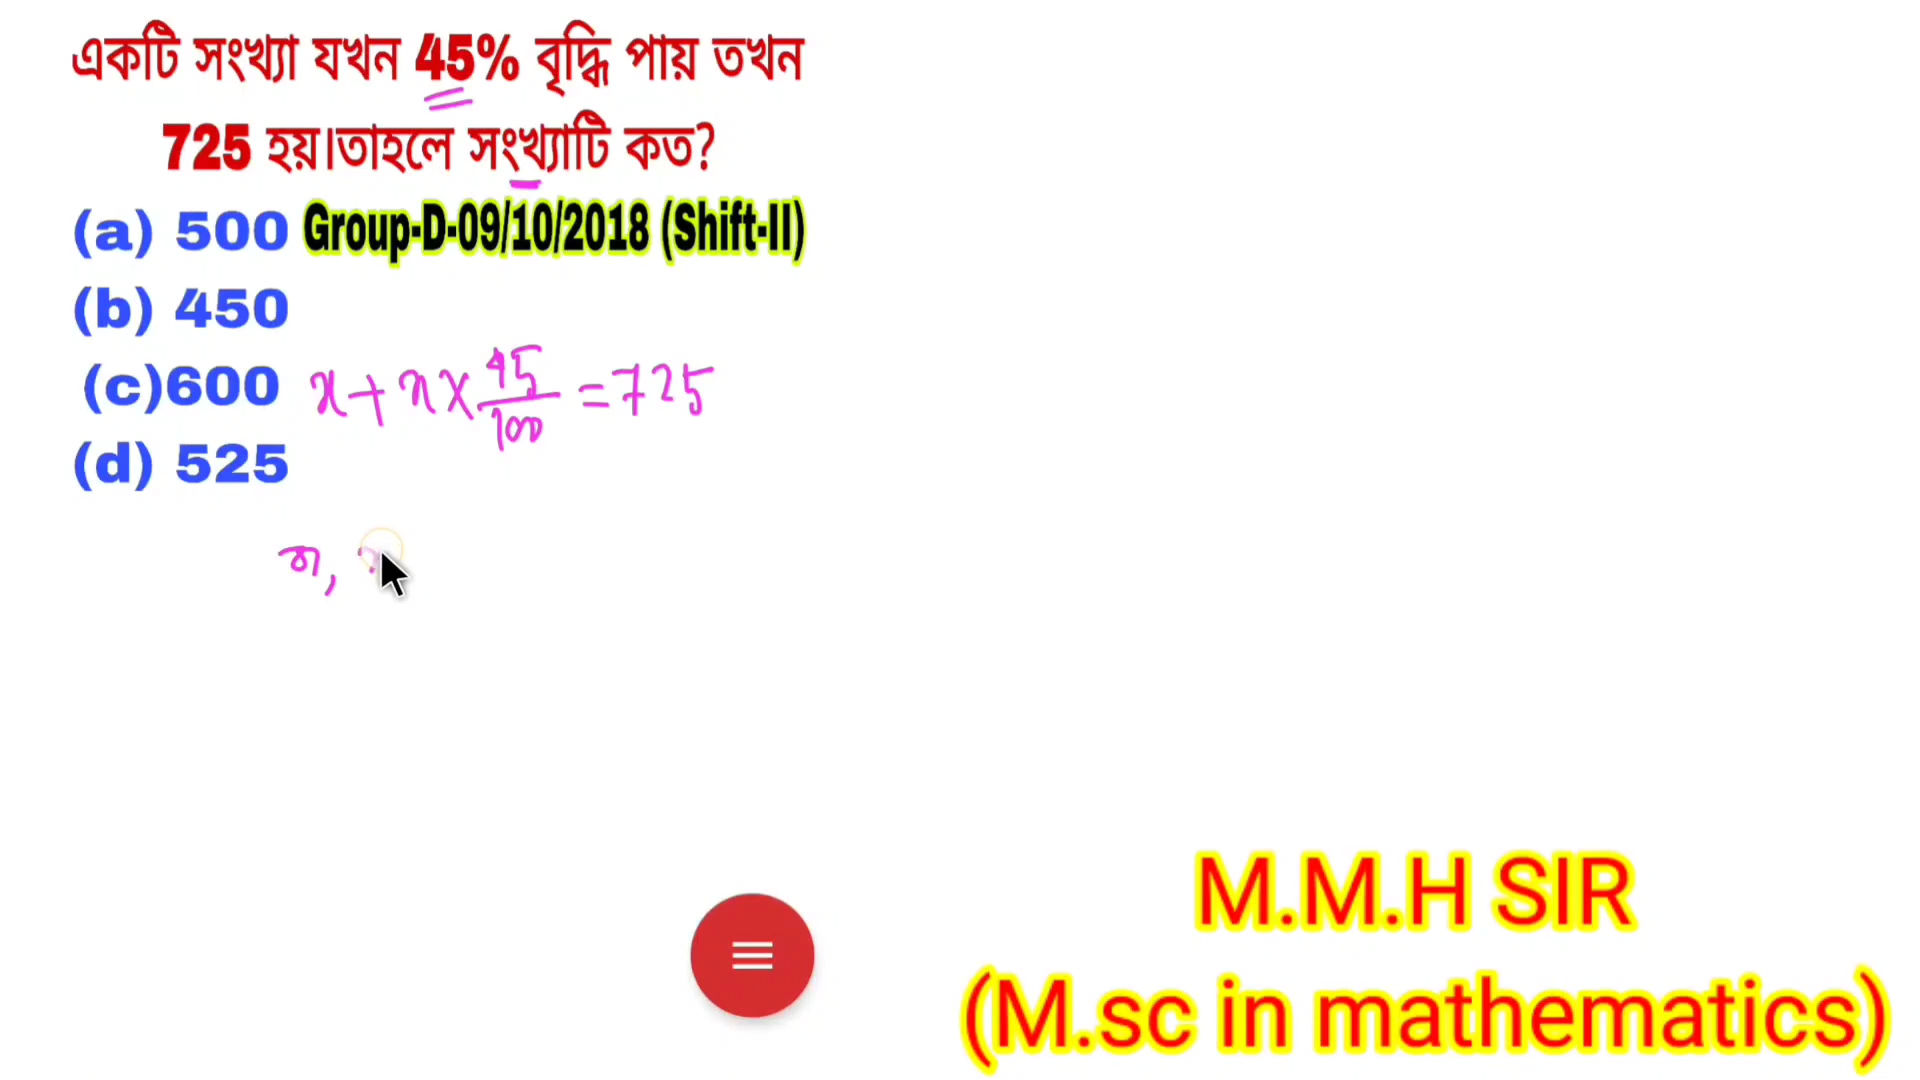 একটি সংখ্যা যখন 45% বৃদ্ধি পায় তখন
725 হয়।তাহলে সংখ্যাটি কত?
(a) 500 Group-D-09/10/2018 (Shift-II)
(b) 450
(c)600 x + x × 45/100 = 725
(d) 525
বা,
M.M.H SIR
(M.sc in mathematics)